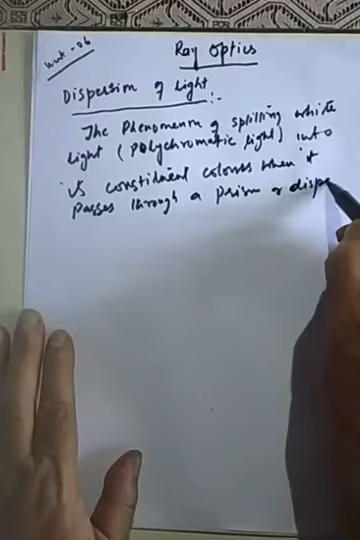 Unit - 06
Ray Optics
Dispersion of Light :-
The Phenomenon of splitting white
light (Polychromatic light) into
its constituent colours when it
Passes through a Prism or dispe